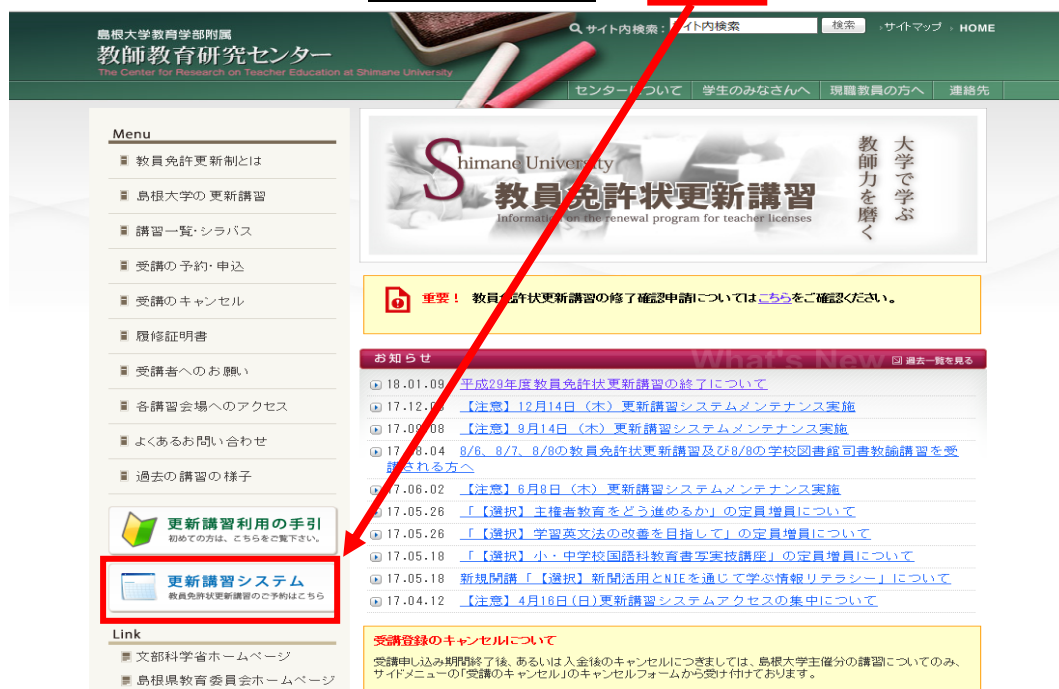 島根大学教育学部附属
教師教育研究センター
The Center for Research on Teacher Education at Shimane University
サイト内検索: サイト内検索 検索 サイトマップ HOME
センターについて 学生のみなさんへ 現職教員の方へ 連絡先
Menu
教員免許更新制とは
島根大学の更新講習
講習一覧・シラバス
受講の予約・申込
受講のキャンセル
履修証明書
受講者へのお願い
各講習会場へのアクセス
よくあるお問い合わせ
過去の講習の様子
更新講習利用の手引
初めての方は、こちらをご覧下さい。
更新講習システム
教員免許状更新講習のご予約はこちら
Link
文部科学省ホームページ
島根県教育委員会ホームページ
Shimane University
教員免許状更新講習
Information on the renewal program for teacher licenses
大学で学ぶ
教師力を磨く
重要! 教員免許状更新講習の修了確認申請についてはこちらをご確認ください。
お知らせ What's New 過去一覧を見る
18.01.09 平成29年度教員免許状更新講習の終了について
17.12.0 【注意】12月14日(木)更新講習システムメンテナンス実施
17.09.08 【注意】9月14日(木)更新講習システムメンテナンス実施
17.08.04 8/6、8/7、8/8の教員免許状更新講習及び8/8の学校図書館司書教諭講習を受
講される方へ
17.06.02 【注意】6月8日(木)更新講習システムメンテナンス実施
17.05.26 「【選択】主権者教育をどう進めるか」の定員増員について
17.05.26 「【選択】学習英文法の改善を目指して」の定員増員について
17.05.18 「【選択】小・中学校国語科教育書写実技講座」の定員増員について
17.05.18 新規開講「【選択】新聞活用とNIEを通じて学ぶ情報リテラシー」について
17.04.12 【注意】4月16日(日)更新講習システムアクセスの集中について
受講登録のキャンセルについて
受講申し込み期間終了後、あるいは入金後のキャンセルにつきましては、島根大学主催分の講習についてのみ、
サイドメニューの「受講のキャンセル」のキャンセルフォームから受け付けております。